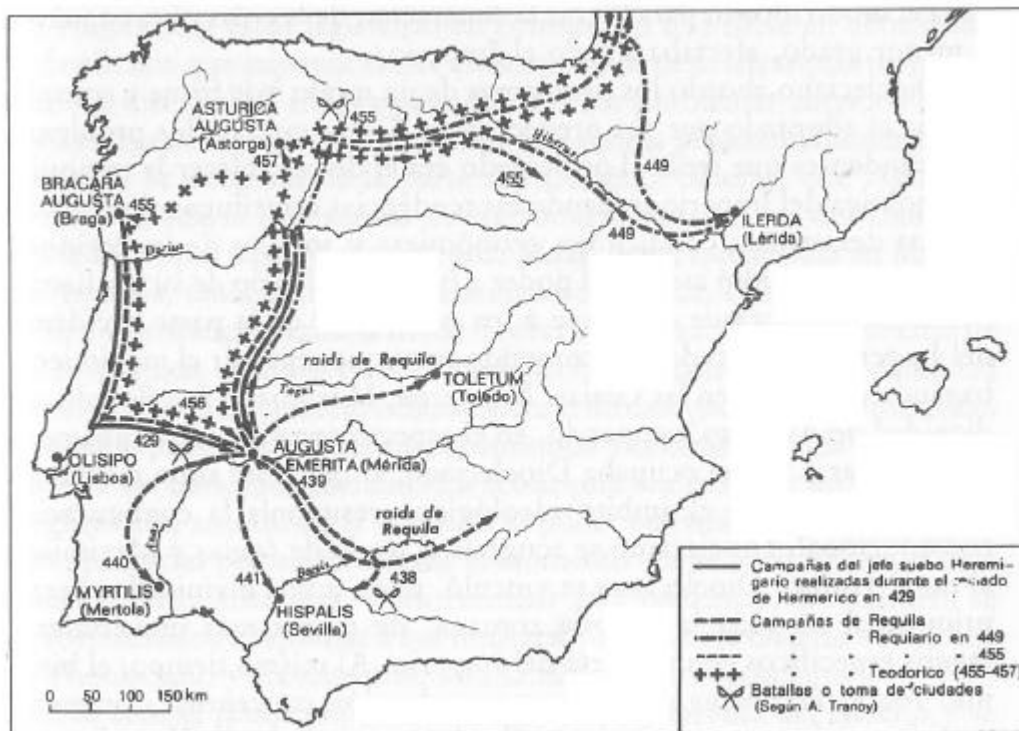 ASTURICA
AUGUSTA
(Astorga)
457
455
BRACARA
AUGUSTA
(Braga)
455
455
449
449
ILERIDA
(Lérida)
raids de Requila
TOLETUM
(Toledo)
456
429
OLISIPO
(Lisboa)
AUGUSTA
EMERITA (Mérida)
439
raids de
Requila
440
MYRTILIS
(Mertola)
441
HISPALIS
(Sevilla)
438
0 50 100 150 km
Campañas del jefe suebo Heremi-
gario realizadas durante el
de Hermerico en 429
Campañas de Requila
" " Requiario en 449
" " " 455
" " Teodorico (455-457)
Batallas o toma de ciudades
(Según A. Tranoy)